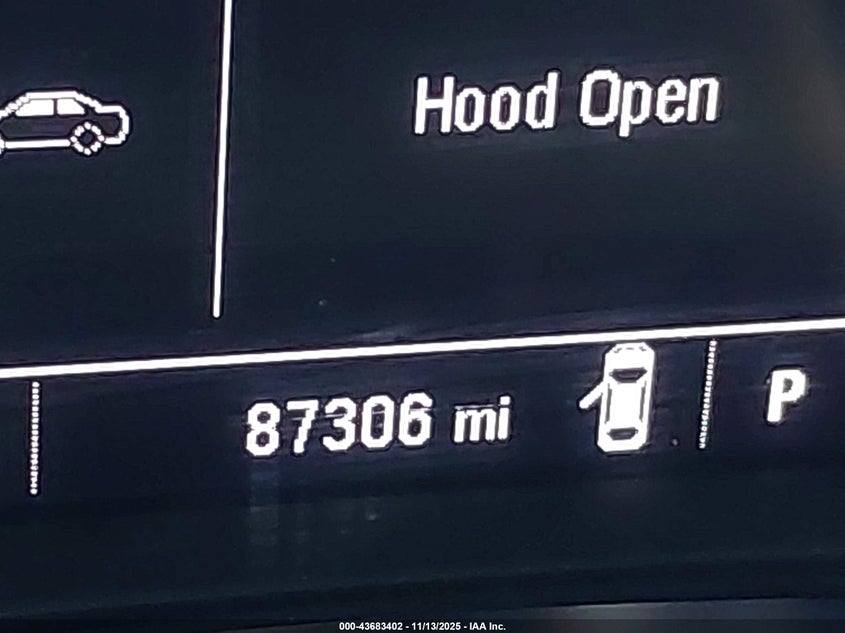 Hood Open
87306 mi
P
000-43683402 - 11/13/2025 - IAA Inc.